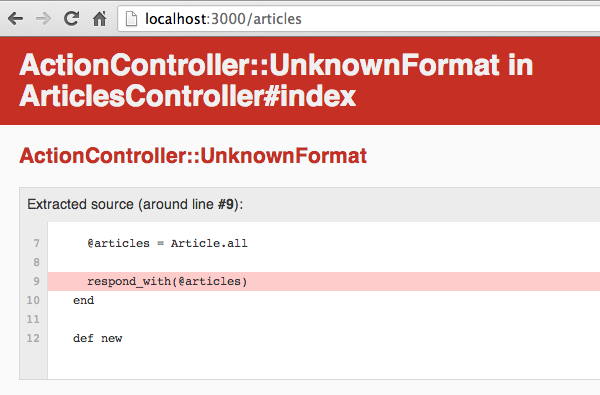 localhost:3000/articles
ActionController::UnknownFormat in
ArticlesController#index
ActionController::UnknownFormat
Extracted source (around line #9):
7 @articles = Article.all
8
9 respond_with(@articles)
10 end
11
12 def new